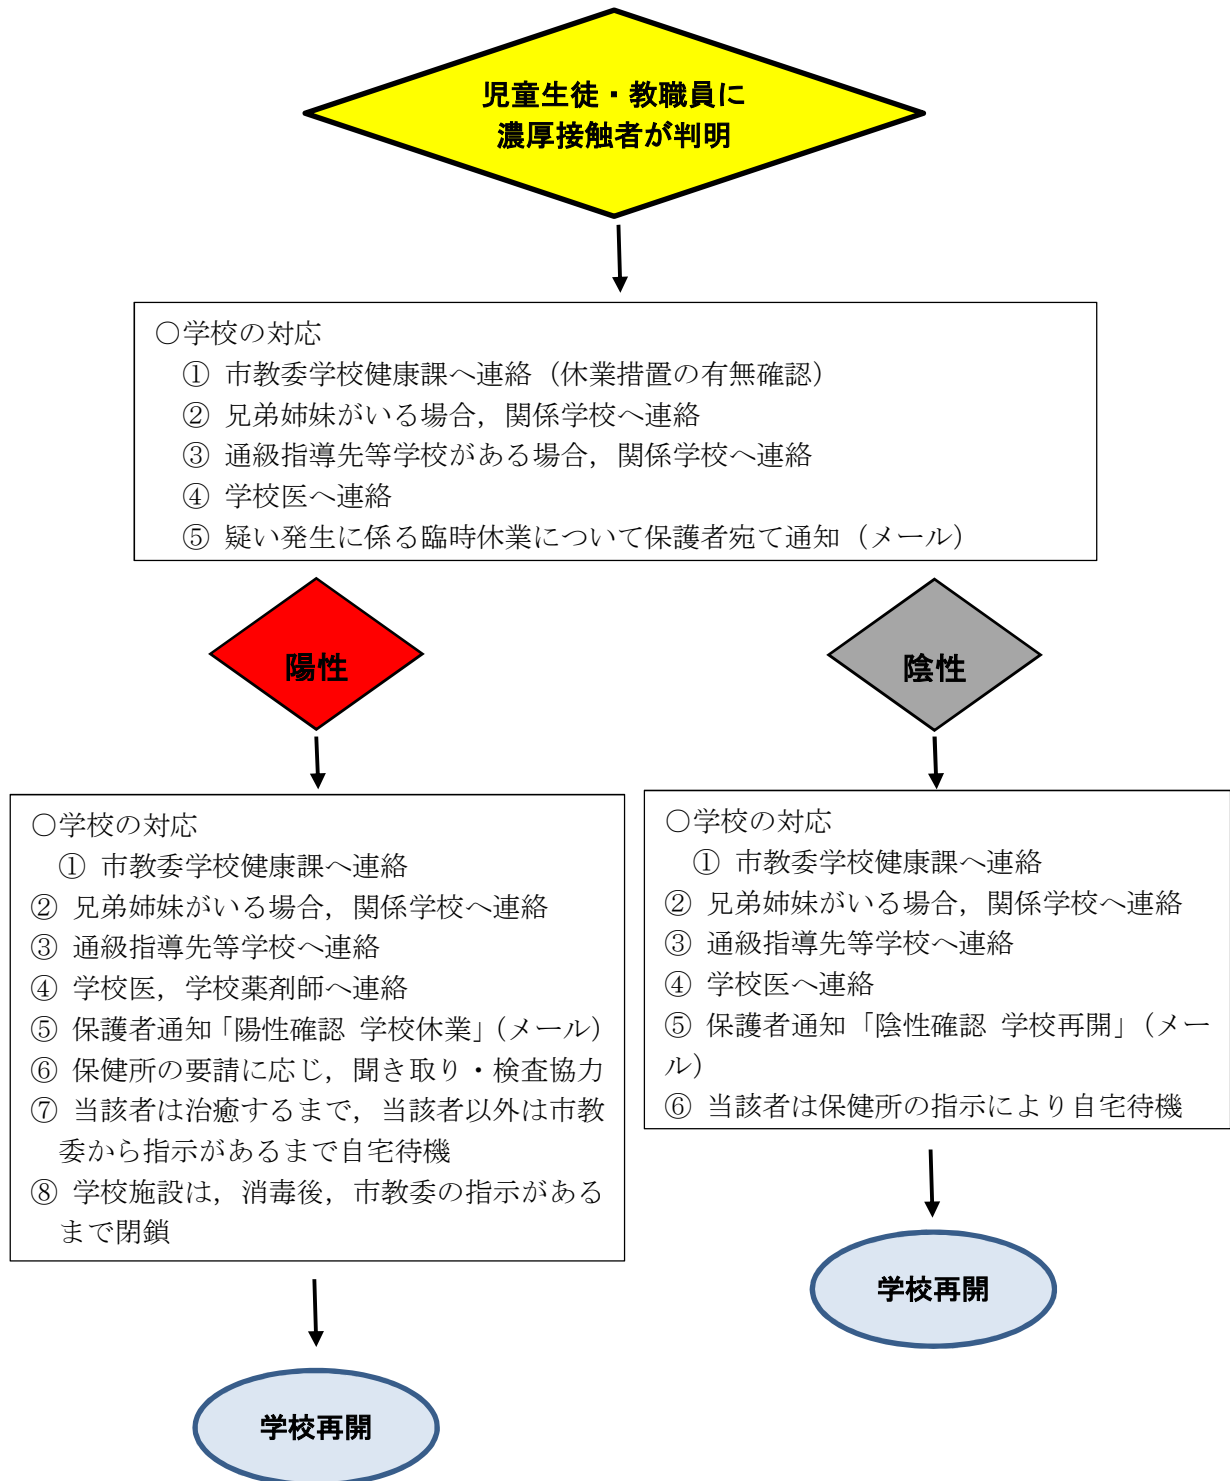 児童生徒・教職員に
濃厚接触者が判明
○学校の対応
① 市教委学校健康課へ連絡（休業措置の有無確認）
② 兄弟姉妹がいる場合，関係学校へ連絡
③ 通級指導先等学校がある場合，関係学校へ連絡
④ 学校医へ連絡
⑤ 疑い発生に係る臨時休業について保護者宛て通知（メール）
陽性
○学校の対応
① 市教委学校健康課へ連絡
② 兄弟姉妹がいる場合，関係学校へ連絡
③ 通級指導先等学校へ連絡
④ 学校医，学校薬剤師へ連絡
⑤ 保護者通知「陽性確認 学校休業」（メール）
⑥ 保健所の要請に応じ，聞き取り・検査協力
⑦ 当該者は治癒するまで，当該者以外は市教
委から指示があるまで自宅待機
⑧ 学校施設は，消毒後，市教委の指示がある
まで閉鎖
学校再開
陰性
○学校の対応
① 市教委学校健康課へ連絡
② 兄弟姉妹がいる場合，関係学校へ連絡
③ 通級指導先等学校へ連絡
④ 学校医へ連絡
⑤ 保護者通知「陰性確認 学校再開」（メー
ル）
⑥ 当該者は保健所の指示により自宅待機
学校再開